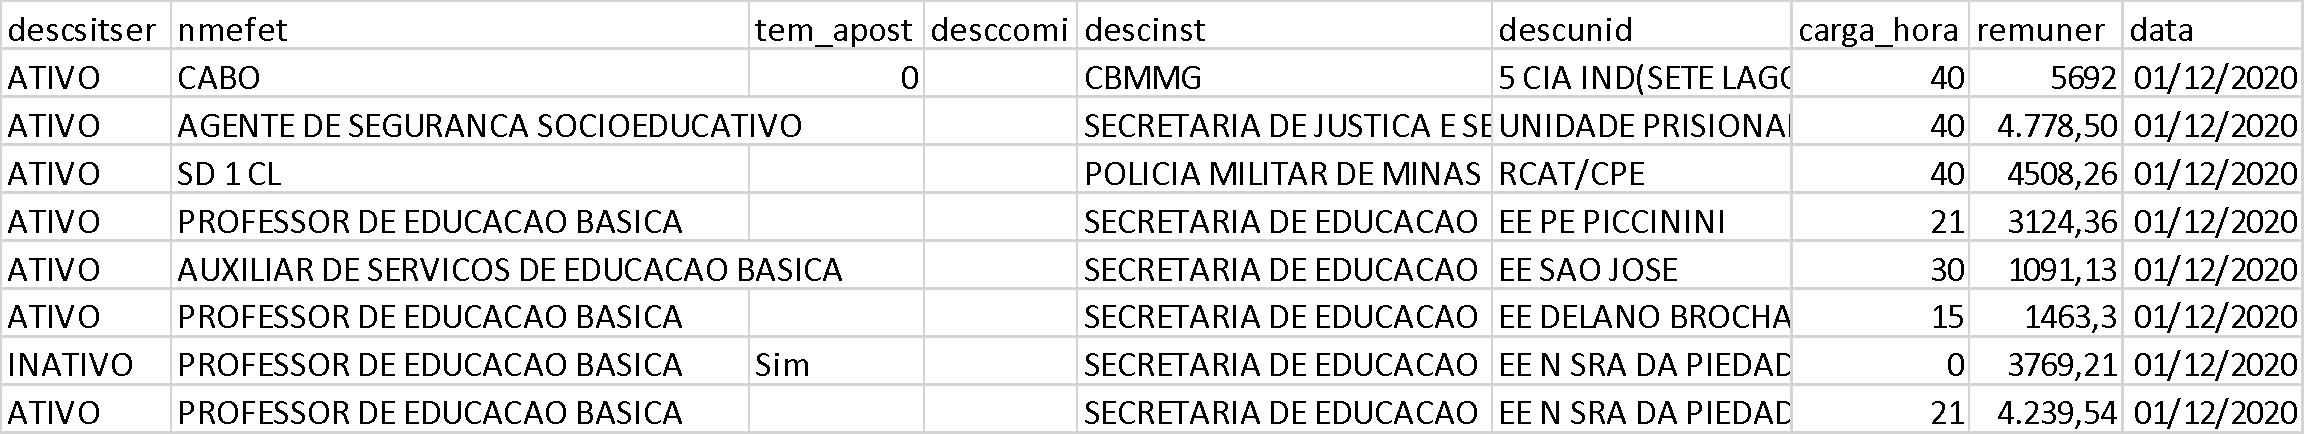 descsitser nmefet tem_apost desccomi descinst descunid carga_hora remuner data
ATIVO CABO 0 CBMMG 5 CIA IND(SETE LAGO 40 5692 01/12/2020
ATIVO AGENTE DE SEGURANCA SOCIOEDUCATIVO SECRETARIA DE JUSTICA E SE UNIDADE PRISIONAL 40 4.778,50 01/12/2020
ATIVO SD 1 CL POLICIA MILITAR DE MINAS RCAT/CPE 40 4508,26 01/12/2020
ATIVO PROFESSOR DE EDUCACAO BASICA SECRETARIA DE EDUCACAO EE PE PICCININI 21 3124,36 01/12/2020
ATIVO AUXILIAR DE SERVICOS DE EDUCACAO BASICA SECRETARIA DE EDUCACAO EE SAO JOSE 30 1091,13 01/12/2020
ATIVO PROFESSOR DE EDUCACAO BASICA SECRETARIA DE EDUCACAO EE DELANO BROCHA 15 1463,3 01/12/2020
INATIVO PROFESSOR DE EDUCACAO BASICA Sim SECRETARIA DE EDUCACAO EE N SRA DA PIEDAD 0 3769,21 01/12/2020
ATIVO PROFESSOR DE EDUCACAO BASICA SECRETARIA DE EDUCACAO EE N SRA DA PIEDAD 21 4.239,54 01/12/2020